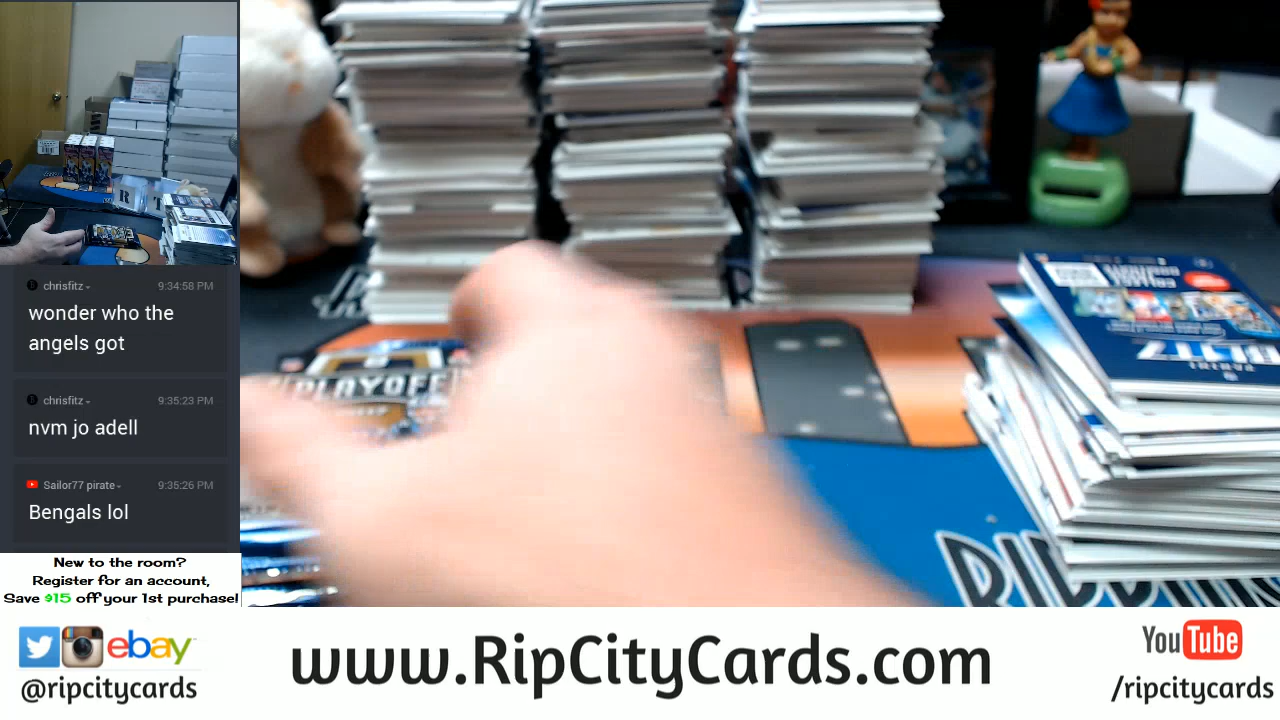 chrisfitz
9:34:58 PM
wonder who the
angels got
chrisfitz
9:35:23 PM
nvm jo adell
Sailor77 pirate
9:35:26 PM
Bengals lol
New to the room?
Register for an account,
Save $15 off your 1st purchase!
PLAYOFF
PANINI
BLITZ
@ripcitycards
ebay
www.RipCityCards.com
YouTube
/ripcitycards